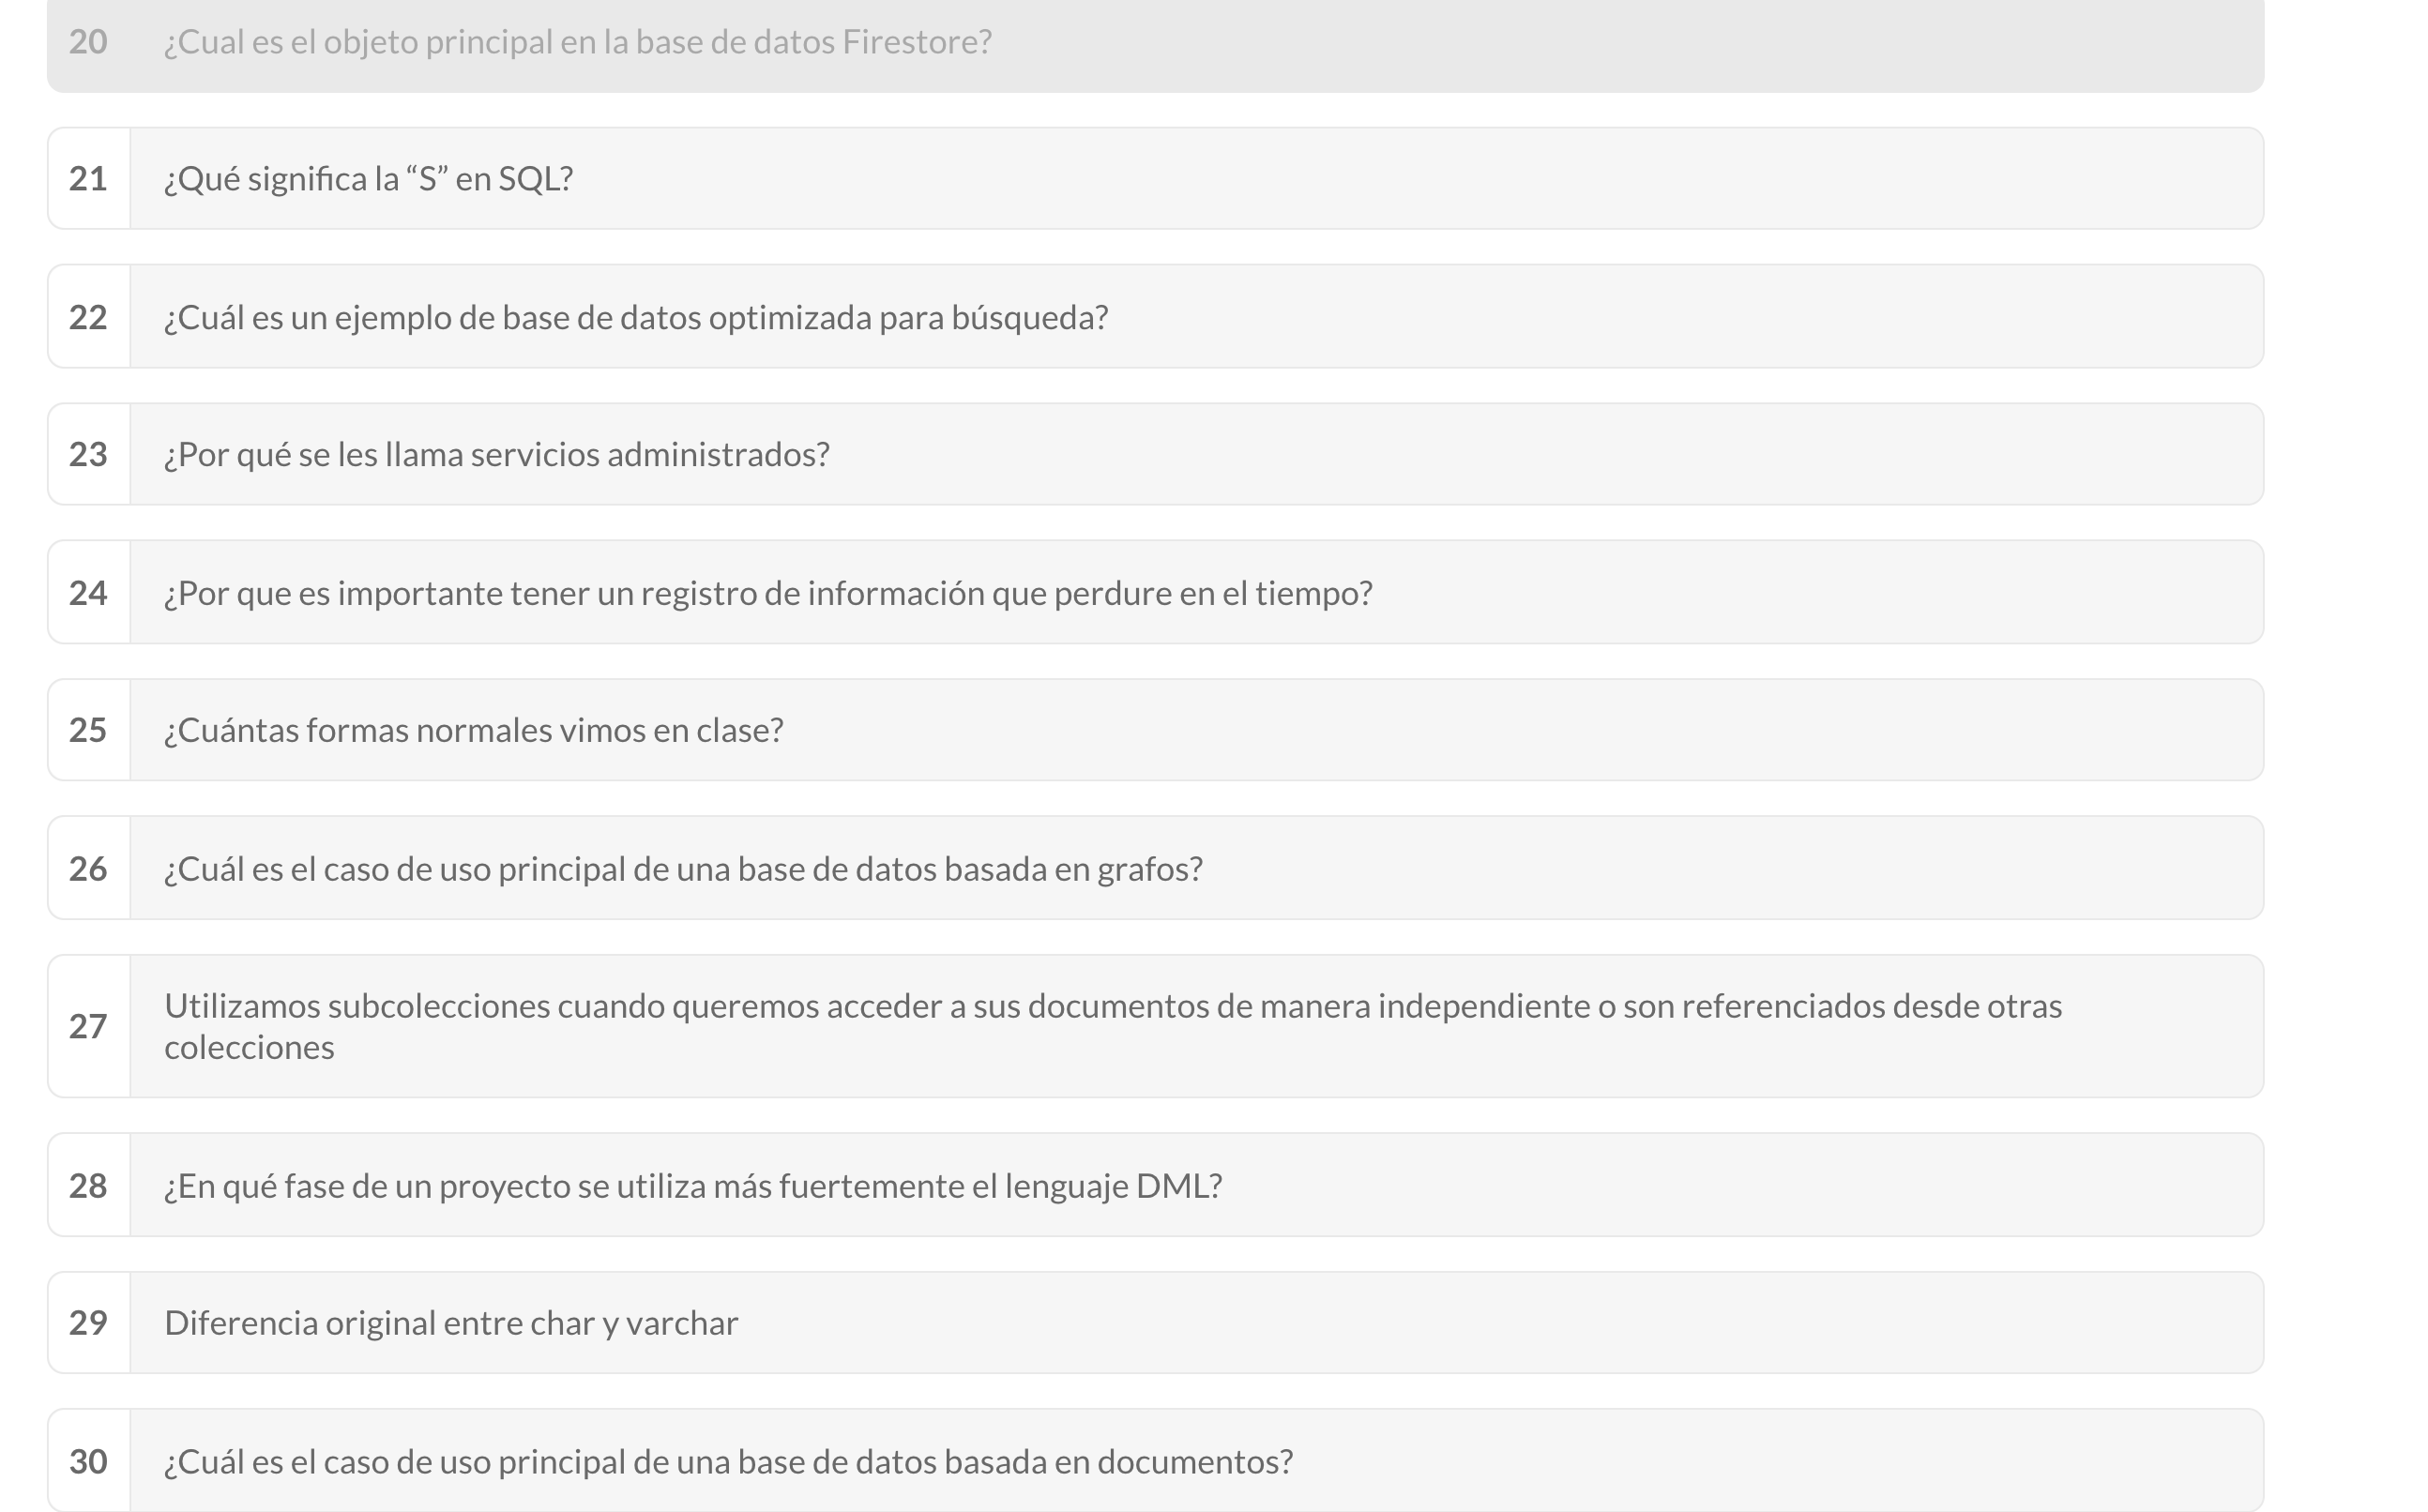 20 ¿Cual es el objeto principal en la base de datos Firestore?
21 ¿Qué significa la “S” en SQL?
22 ¿Cuál es un ejemplo de base de datos optimizada para búsqueda?
23 ¿Por qué se les llama servicios administrados?
24 ¿Por que es importante tener un registro de información que perdure en el tiempo?
25 ¿Cuántas formas normales vimos en clase?
26 ¿Cuál es el caso de uso principal de una base de datos basada en grafos?
27 Utilizamos subcolecciones cuando queremos acceder a sus documentos de manera independiente o son referenciados desde otras
colecciones
28 ¿En qué fase de un proyecto se utiliza más fuertemente el lenguaje DML?
29 Diferencia original entre char y varchar
30 ¿Cuál es el caso de uso principal de una base de datos basada en documentos?